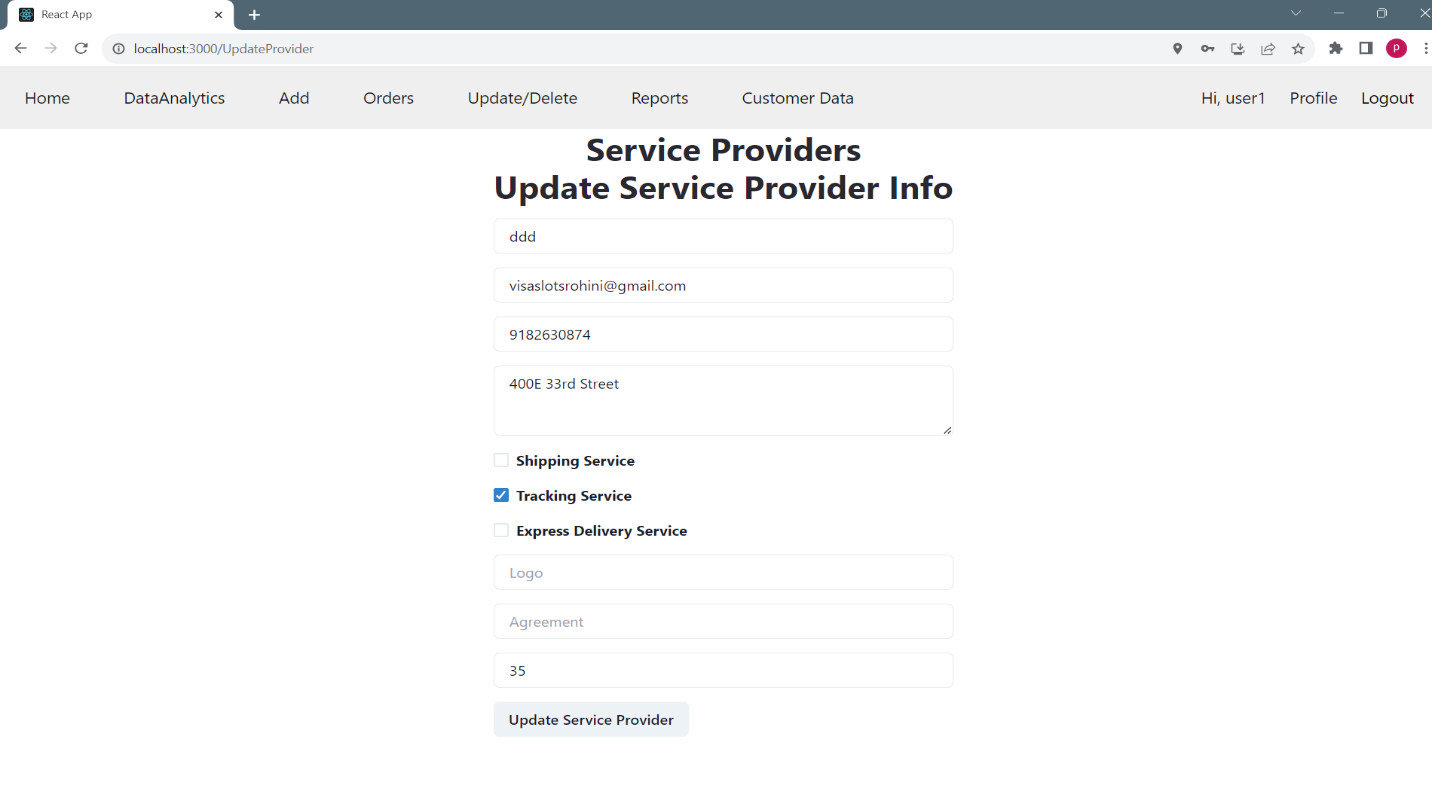 React App
localhost:3000/UpdateProvider
P
Home DataAnalytics Add Orders Update/Delete Reports Customer Data Hi, user1 Profile Logout
Service Providers
Update Service Provider Info
ddd
visaslotsrohini@gmail.com
9182630874
400E 33rd Street
Shipping Service
Tracking Service
Express Delivery Service
Logo
Agreement
35
Update Service Provider